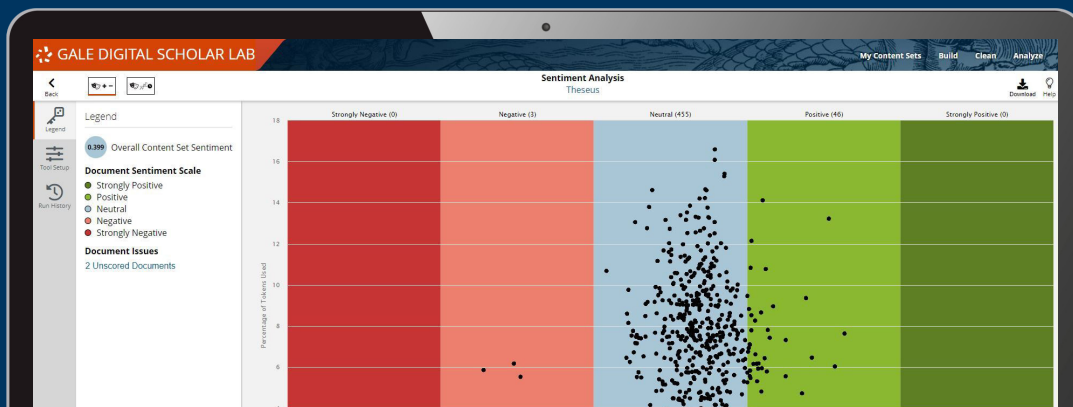 GALE DIGITAL SCHOLAR LAB
My Content Sets Build Clean Analyze
Back
Sentiment Analysis
Theseus
Download Help
Legend
Tool Setup
Run History
Legend
0.399 Overall Content Set Sentiment
Document Sentiment Scale
Strongly Positive
Positive
Neutral
Negative
Strongly Negative
Document Issues
2 Unscored Documents
Strongly Negative (0) Negative (3) Neutral (455) Positive (46) Strongly Positive (0)
Percentage of Tokens Used
18
16
14
12
10
8
6